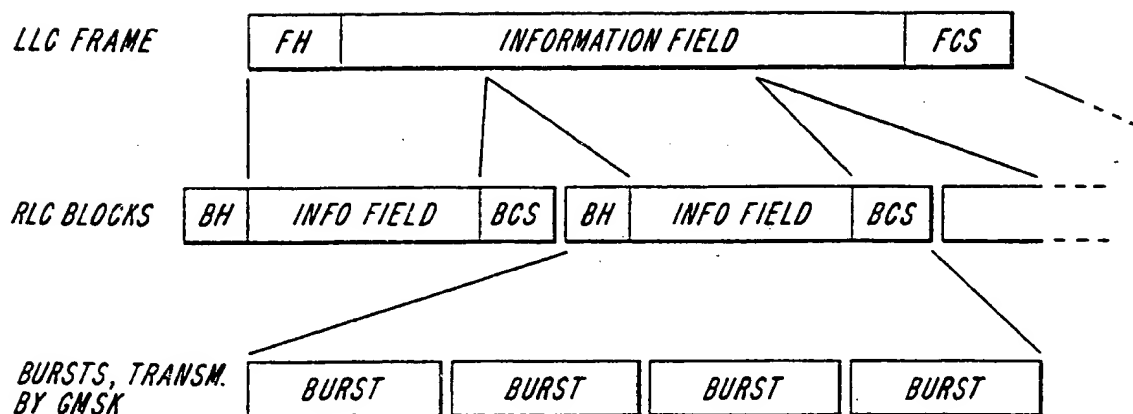 LLC FRAME FH INFORMATION FIELD FCS
RLC BLOCKS BH INFO FIELD BCS BH INFO FIELD BCS
BURSTS, TRANSM.
BY GMSK
BURST BURST BURST BURST